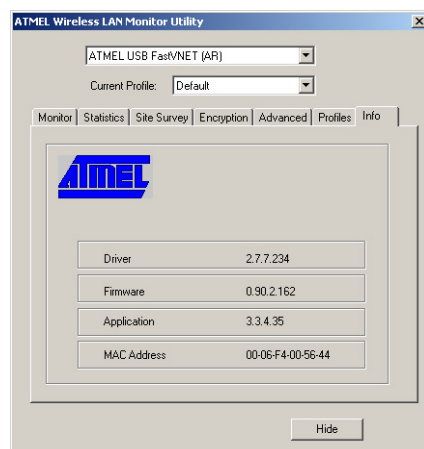 ATMEL Wireless LAN Monitor Utility
ATMEL USB FastVNET (AR)
Current Profile: Default
Monitor Statistics Site Survey Encryption Advanced Profiles Info
ATMEL
Driver 2.7.7.234
Firmware 0.90.2.162
Application 3.3.4.35
MAC Address 00-06-F4-00-56-44
Hide